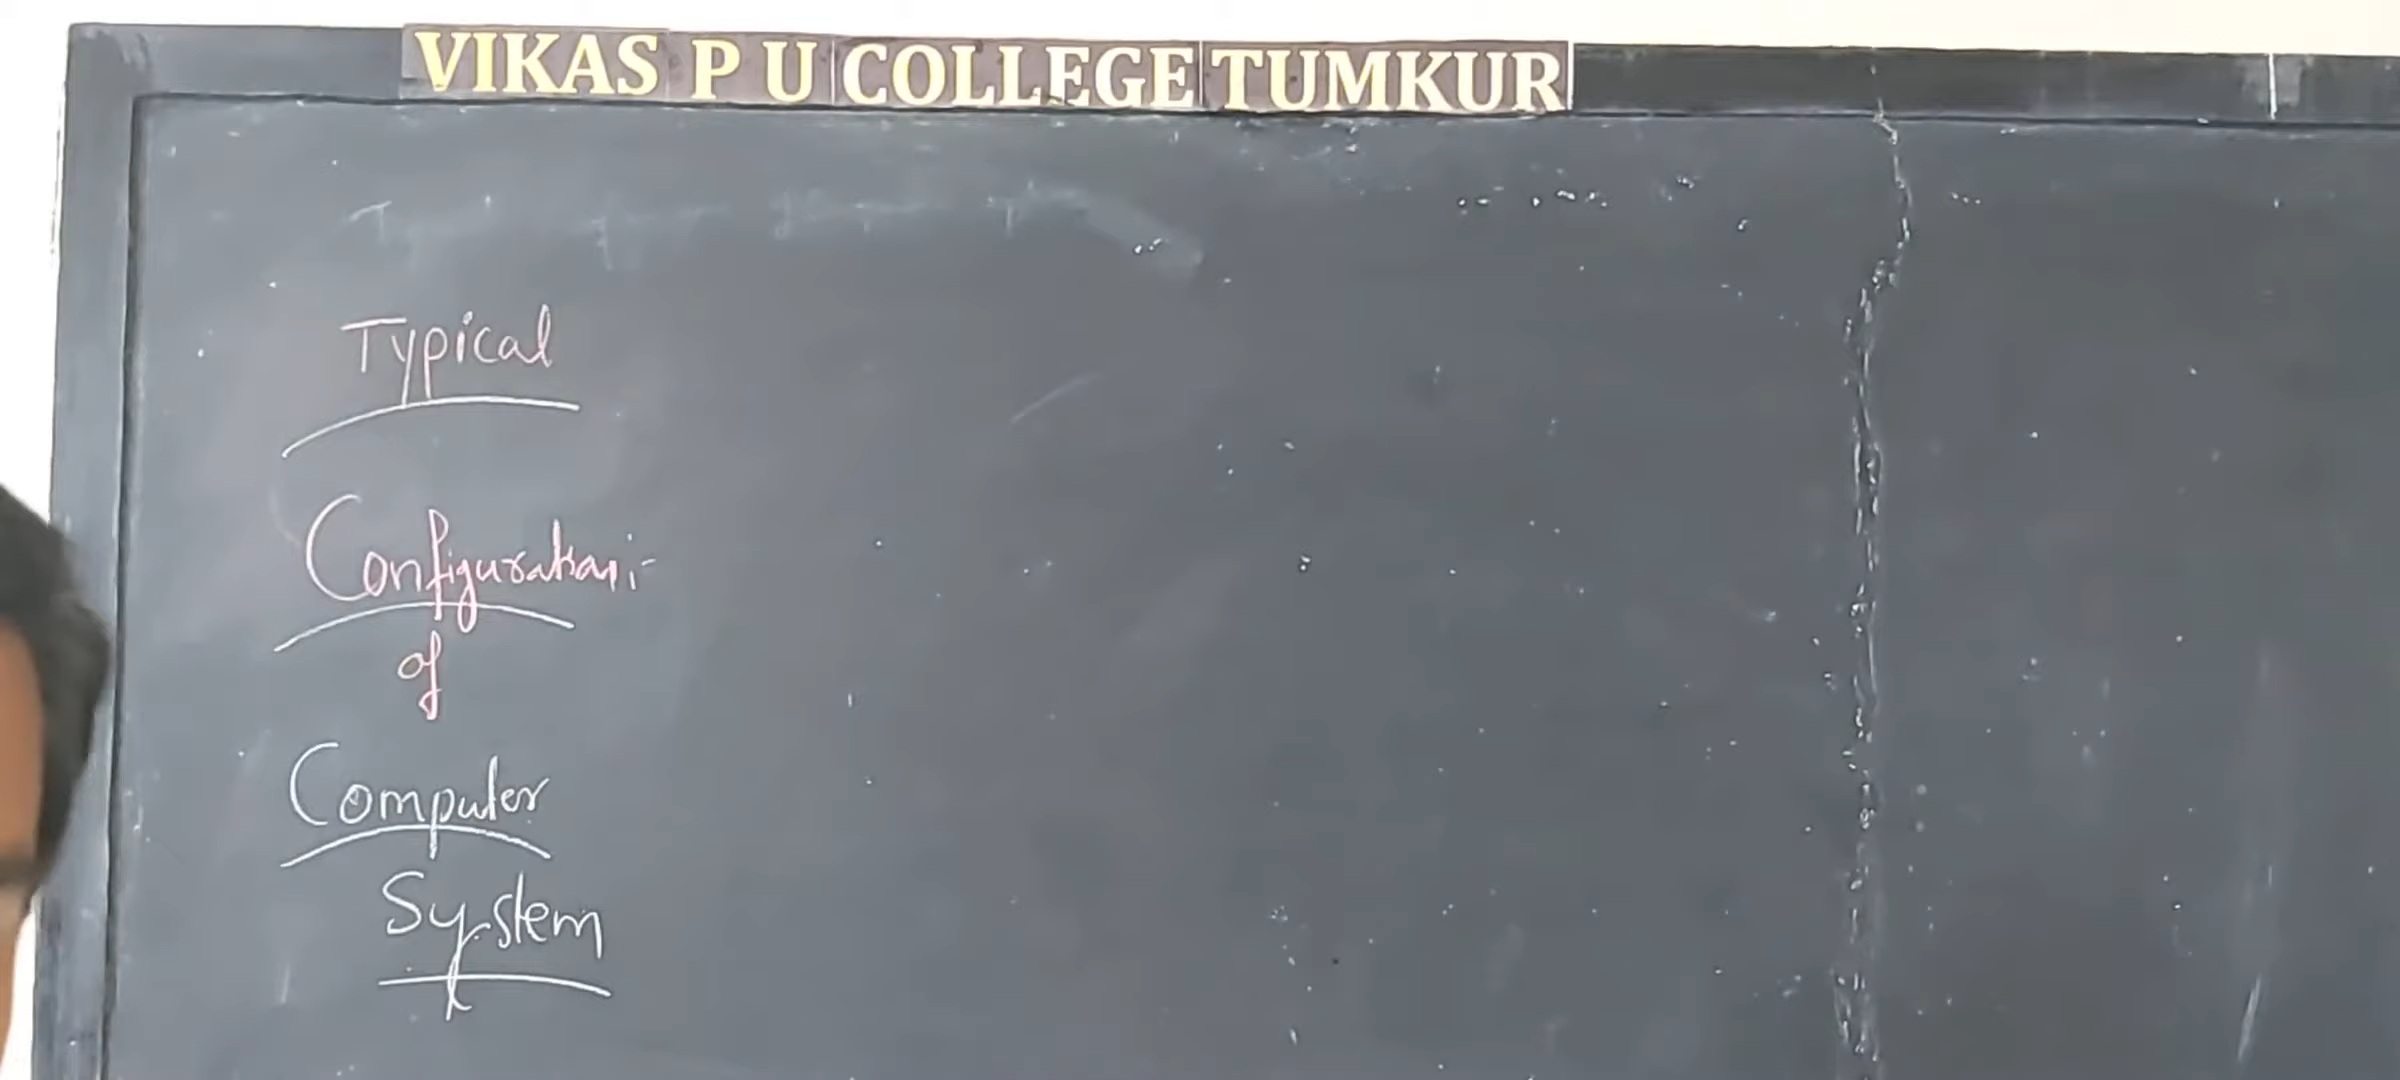 VIKAS P U COLLEGE TUMKUR
Typical
Configuration:-
of
Computer
System